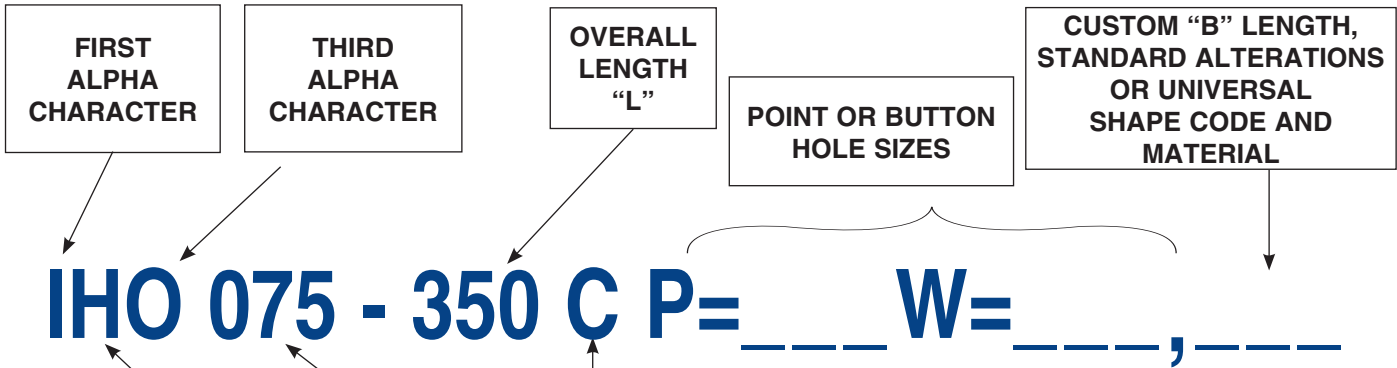 FIRST
ALPHA
CHARACTER
THIRD
ALPHA
CHARACTER
OVERALL
LENGTH
“L”
POINT OR BUTTON
HOLE SIZES
CUSTOM “B” LENGTH,
STANDARD ALTERATIONS
OR UNIVERSAL
SHAPE CODE AND
MATERIAL
IHO 075 - 350 C P=___ W=___,___